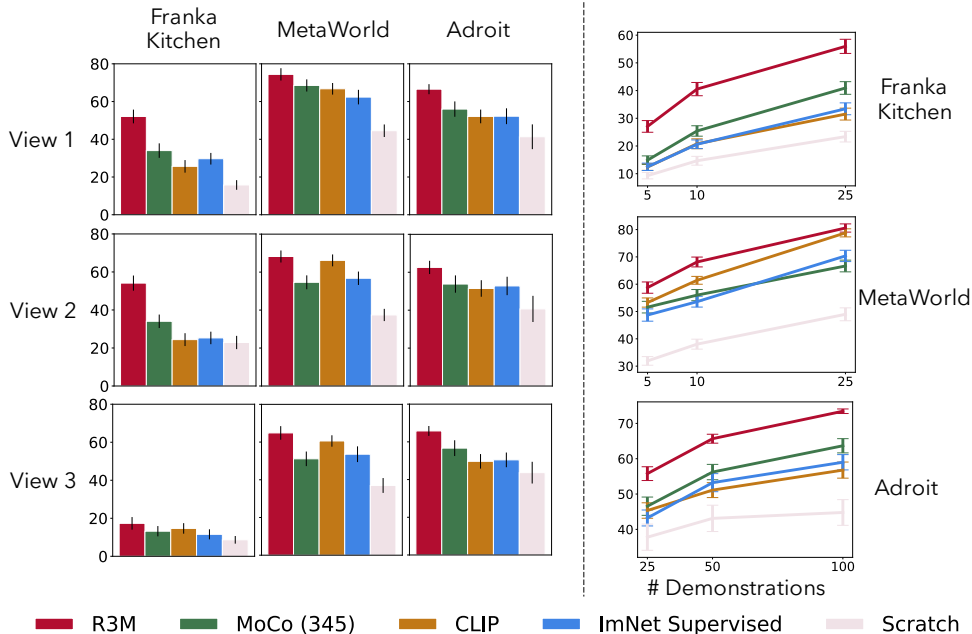 Franka
Kitchen
MetaWorld
Adroit
View 1
80
60
40
20
0
View 2
80
60
40
20
0
View 3
80
60
40
20
0
60
50
40
30
20
10
5
10
25
Franka
Kitchen
80
70
60
50
40
30
5
10
25
MetaWorld
70
60
50
40
25
50
100
Adroit
# Demonstrations
R3M
MoCo (345)
CLIP
ImNet Supervised
Scratch